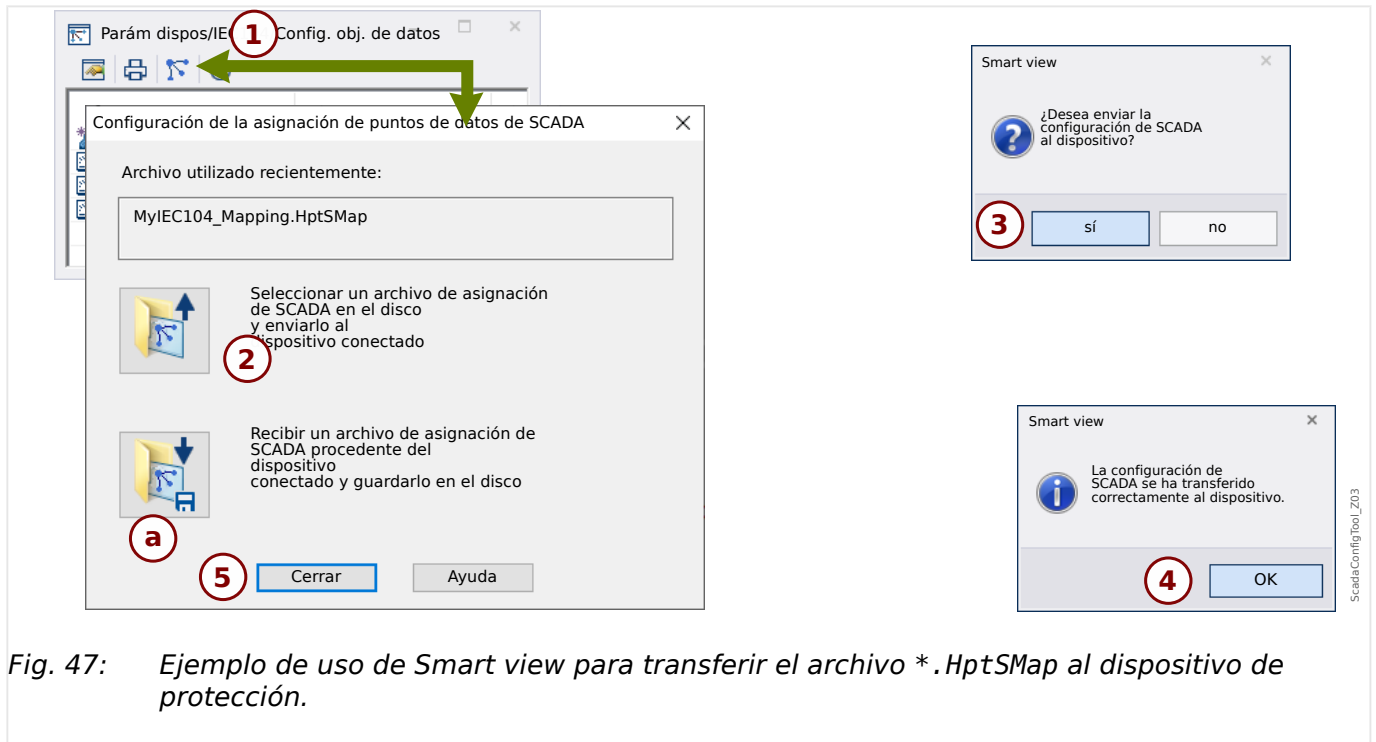 Parám dispos/IE
1
Config. obj. de datos
Configuración de la asignación de puntos de datos de SCADA
Archivo utilizado recientemente:
MyIEC104_Mapping.HptSMap
Seleccionar un archivo de asignación
de SCADA en el disco
y enviarlo al
dispositivo conectado
2
Recibir un archivo de asignación de
SCADA procedente del
dispositivo
conectado y guardarlo en el disco
a
5
Cerrar
Ayuda
Smart view
¿Desea enviar la
configuración de SCADA
al dispositivo?
3
sí
no
Smart view
La configuración de
SCADA se ha transferido
correctamente al dispositivo.
4
OK
ScadaConfigTool_Z03
Fig. 47: Ejemplo de uso de Smart view para transferir el archivo *.HptSMap al dispositivo de
protección.